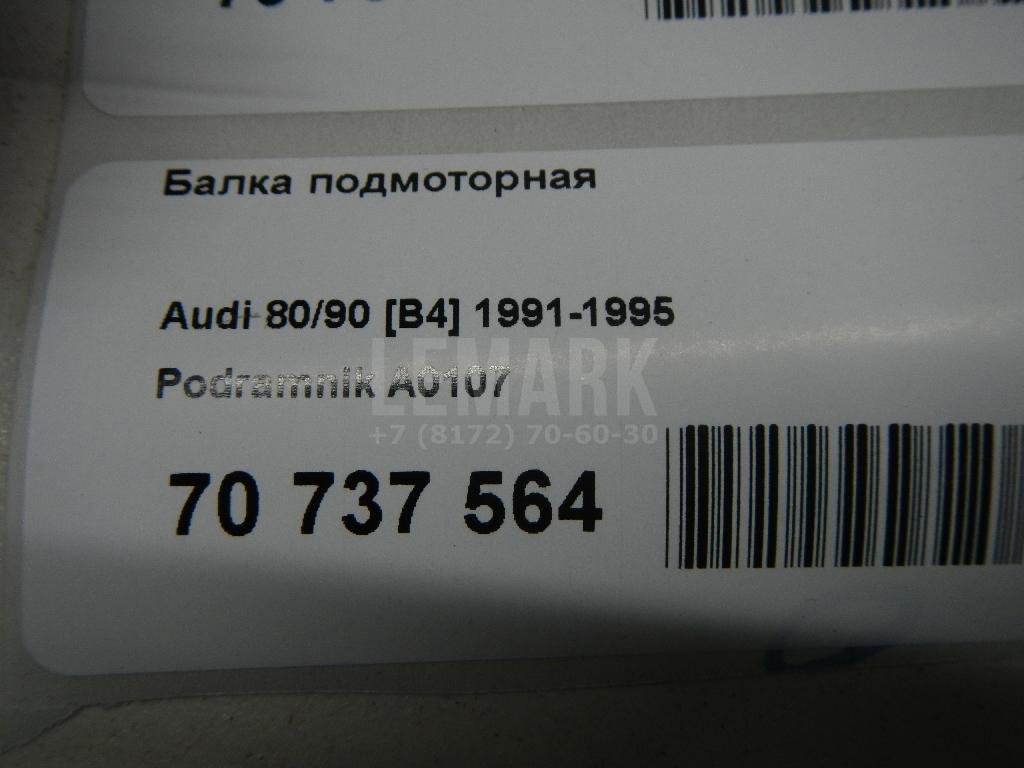 Балка подмоторная
Audi 80/90 [B4] 1991-1995
Podramnik A0107
LEMARK
+7 (8172) 70-60-30
70 737 564